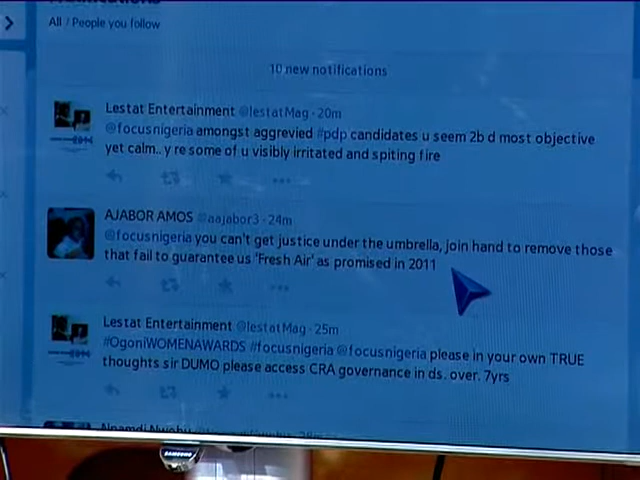 Notifications
All / People you follow
10 new notifications
Lestat Entertainment @lestatMag · 20m
@focusnigeria amongst aggrevied #pdp candidates u seem 2b d most objective
yet calm.. y re some of u visibly irritated and spiting fire
AJABOR AMOS @aajabor3 · 24m
@focusnigeria you can't get justice under the umbrella, join hand to remove those
that fail to guarantee us 'Fresh Air' as promised in 2011
Lestat Entertainment @lestatMag · 25m
#OgoniWOMENAWARDS #focusnigeria @focusnigeria please in your own TRUE
thoughts sir DUMO please access CRA governance in ds. over. 7yrs
SAMSUNG